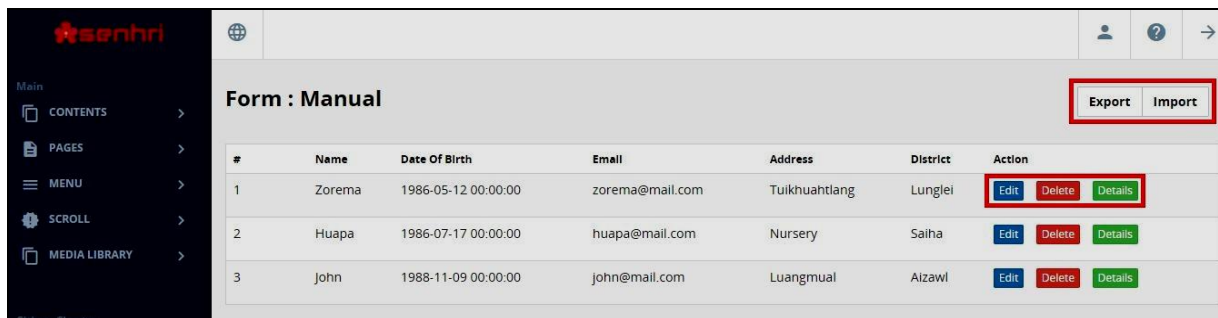 senhri
Main
CONTENTS
PAGES
MENU
SCROLL
MEDIA LIBRARY
Form : Manual
Export Import
# Name Date Of Birth Email Address District Action
1 Zorema 1986-05-12 00:00:00 zorema@mail.com Tuikhuahtlang Lunglei Edit Delete Details
2 Huapa 1986-07-17 00:00:00 huapa@mail.com Nursery Saiha Edit Delete Details
3 John 1988-11-09 00:00:00 john@mail.com Luangmual Aizawl Edit Delete Details